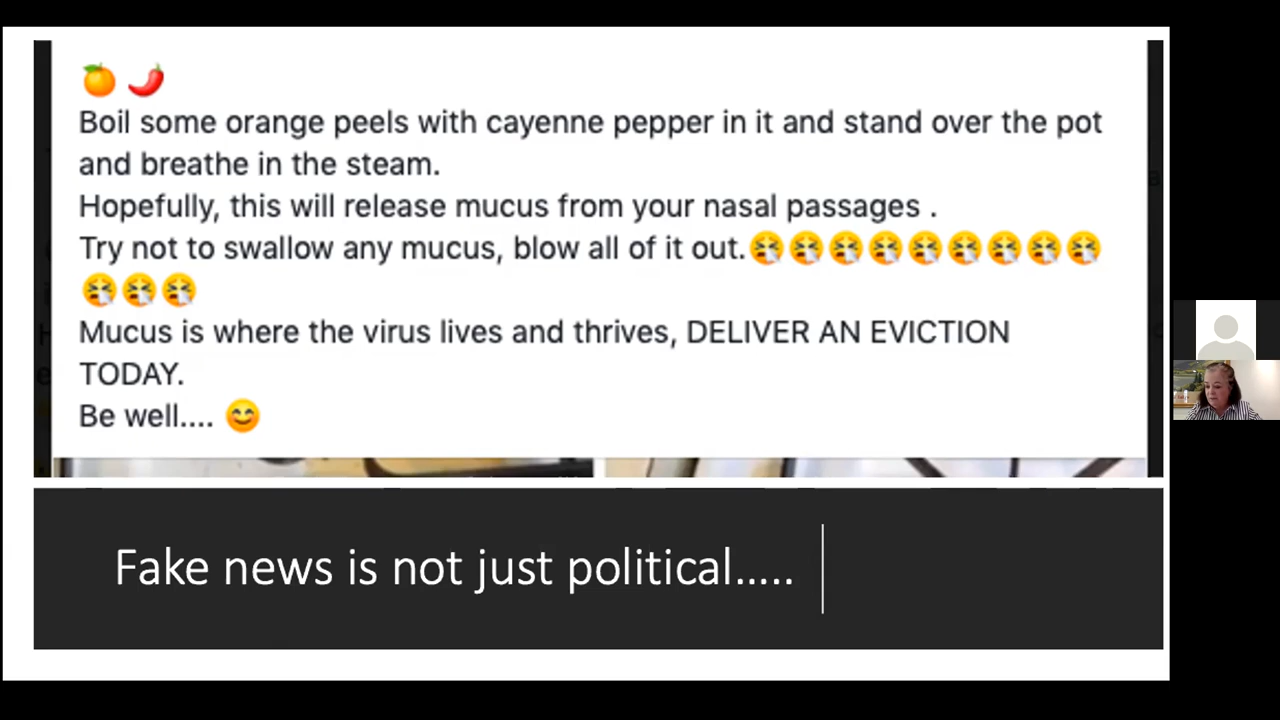 🍊 🌶️
Boil some orange peels with cayenne pepper in it and stand over the pot
and breathe in the steam.
Hopefully, this will release mucus from your nasal passages .
Try not to swallow any mucus, blow all of it out.🤧🤧🤧🤧🤧🤧🤧🤧🤧
🤧🤧🤧
Mucus is where the virus lives and thrives, DELIVER AN EVICTION
TODAY.
Be well.... 😊
Fake news is not just political.....